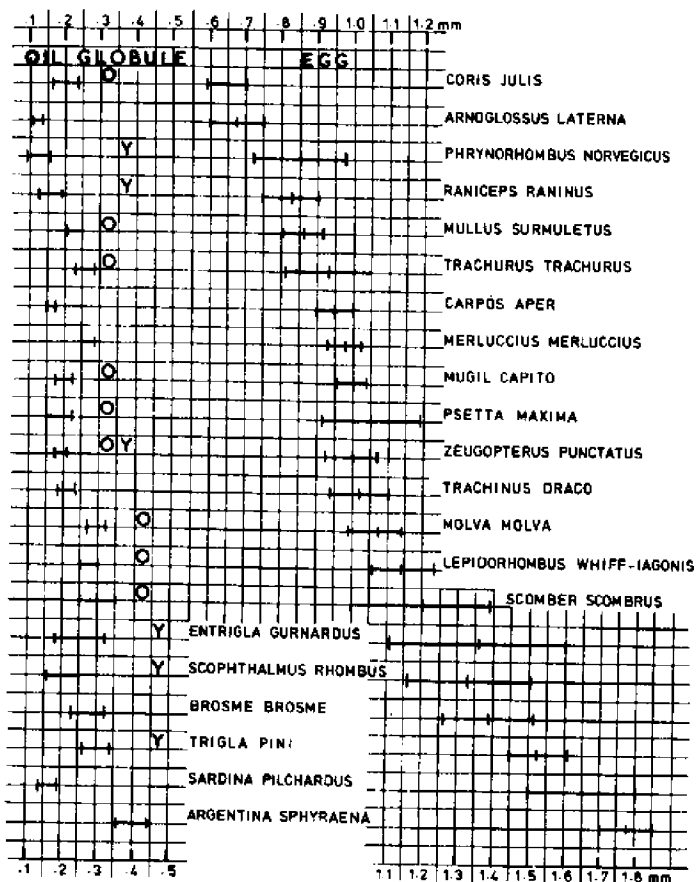 .1 .2 .3 .4 .5 .6 .7 .8 .9 1.0 1.1 1.2 mm
OIL GLOBULE EGG
O CORIS JULIS
ARNOGLOSSUS LATERNA
Y PHRYNORHOMBUS NORVEGICUS
Y RANICEPS RANINUS
O MULLUS SURMULETUS
O TRACHURUS TRACHURUS
CARPOS APER
MERLUCCIUS MERLUCCIUS
O MUGIL CAPITO
O PSETTA MAXIMA
O Y ZEUGOPTERUS PUNCTATUS
TRACHINUS DRACO
O MOLVA MOLVA
O LEPIDORHOMBUS WHIFF-IAGONIS
O SCOMBER SCOMBRUS
Y ENTRIGLA GURNARDUS
Y SCOPHTHALMUS RHOMBUS
BROSME BROSME
Y TRIGLA PINI
SARDINA PILCHARDUS
ARGENTINA SPHYRAENA
.1 .2 .3 .4 .5 1.1 1.2 1.3 1.4 1.5 1.6 1.7 1.8 mm